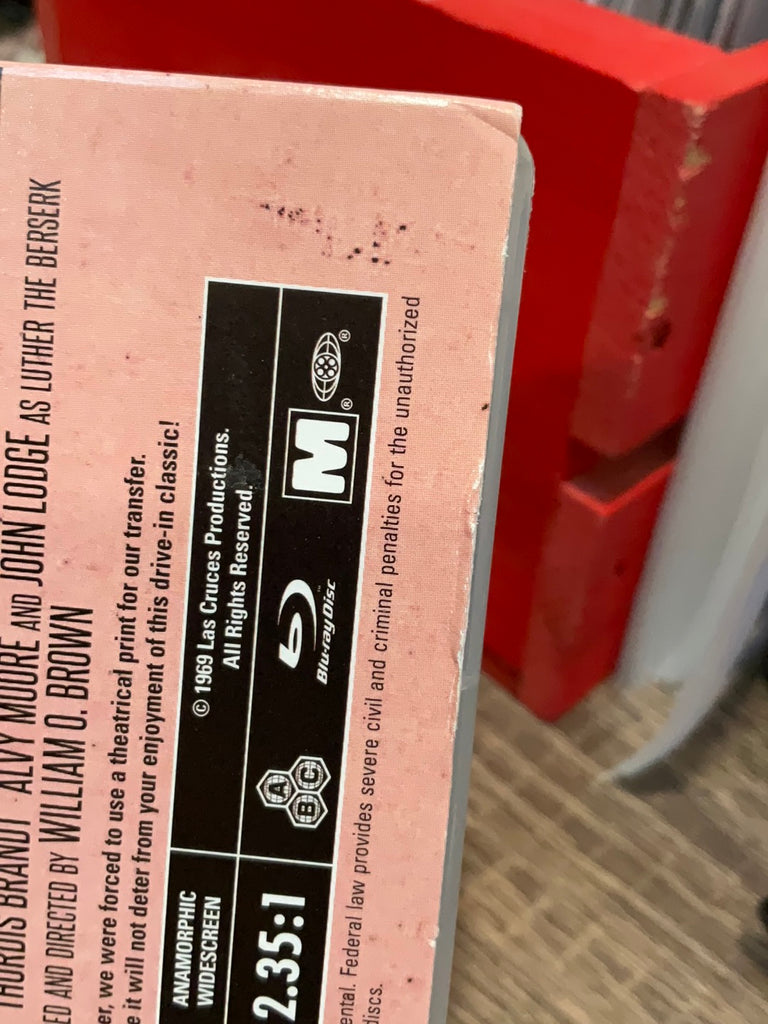 THORDIS BRANDT ALVY MOORE AND JOHN LODGE AS LUTHER THE BERSERK
ED AND DIRECTED BY WILLIAM O. BROWN
er, we were forced to use a theatrical print for our transfer.
e it will not deter from your enjoyment of this drive-in classic!
ANAMORPHIC
WIDESCREEN
2.35:1
© 1969 Las Cruces Productions.
All Rights Reserved.
A
B C
Blu-ray Disc™
M®
®
ental. Federal law provides severe civil and criminal penalties for the unauthorized
discs.